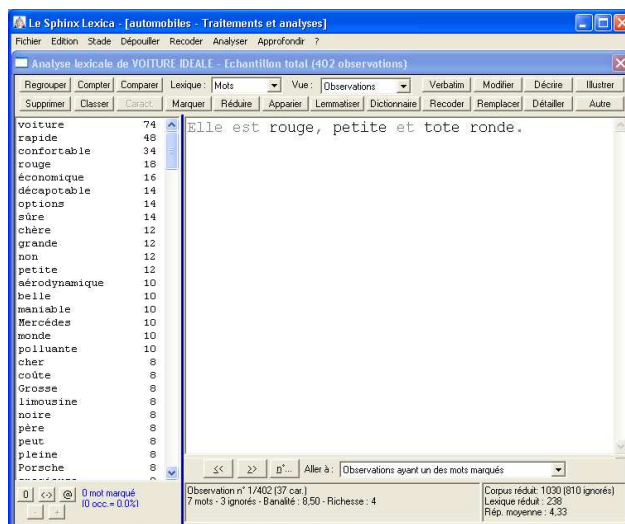 Le Sphinx Lexica - [automobiles - Traitements et analyses]
Fichier Edition Stade Dépouiller Recoder Analyser Approfondir ?
Analyse lexicale de VOITURE IDEALE - Echantillon total (402 observations)
Regrouper Compter Comparer Lexique : Mots Vue : Observations Verbatim Modifier Décrire Illustrer
Supprimer Classer Caract. Marquer Réduire Apparier Lemmatiser Dictionnaire Recoder Remplacer Détailler Autre
voiture 74
rapide 48
confortable 34
rouge 18
économique 16
décapotable 14
options 14
sûre 14
chère 12
grande 12
non 12
petite 12
aérodynamique 10
belle 10
maniable 10
Mercédes 10
monde 10
polluante 10
cher 8
coûte 8
Grosse 8
limousine 8
noire 8
père 8
peut 8
pleine 8
Porsche 8
Elle est rouge, petite et tote ronde.
<< >> n°... Aller à : Observations ayant un des mots marqués
0 <-> @ 0 mot marqué
(0 occ.= 0.0%)
- +
Observation n° 1/402 (37 car.)
7 mots - 3 ignorés - Banalité : 8,50 - Richesse : 4
Corpus réduit: 1030 (810 ignorés)
Lexique réduit : 238
Rép. moyenne : 4,33